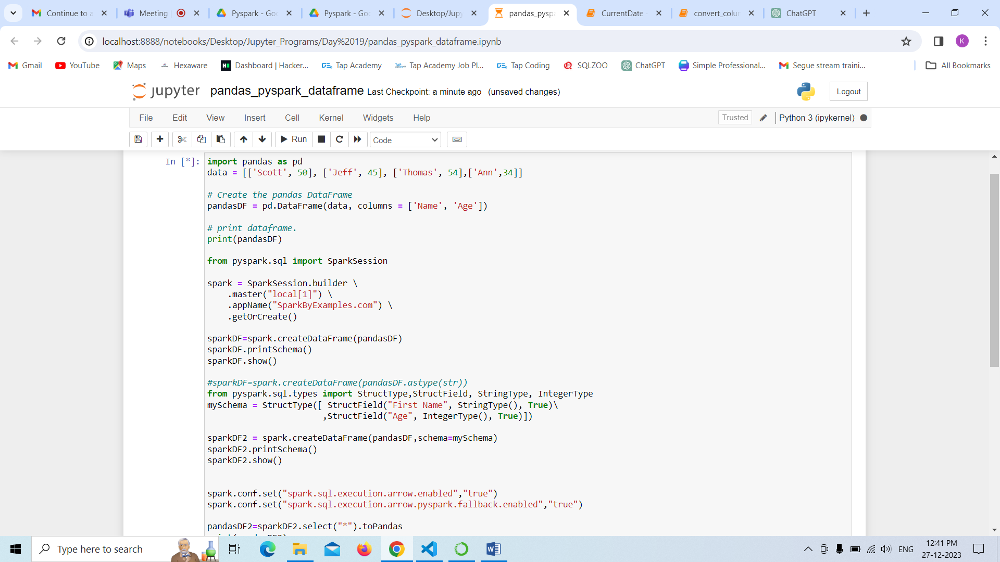 Continue to a
Meeting
Pyspark - Goo
Pyspark - Goo
Desktop/Jupy
pandas_pyspa
CurrentDate -
convert_colum
ChatGPT
localhost:8888/notebooks/Desktop/Jupyter_Programs/Day%2019/pandas_pyspark_dataframe.ipynb
K
Gmail
YouTube
Maps
Hexaware
Dashboard | Hacker...
Tap Academy
Tap Academy Job Pl...
Tap Coding
SQLZOO
ChatGPT
Simple Professional...
Segue stream traini...
All Bookmarks
jupyter pandas_pyspark_dataframe Last Checkpoint: a minute ago (unsaved changes)
Logout
File Edit View Insert Cell Kernel Widgets Help
Trusted
Python 3 (ipykernel)
Run
Code
In [*]:
import pandas as pd
data = [['Scott', 50], ['Jeff', 45], ['Thomas', 54],['Ann',34]]
# Create the pandas DataFrame
pandasDF = pd.DataFrame(data, columns = ['Name', 'Age'])
# print dataframe.
print(pandasDF)
from pyspark.sql import SparkSession
spark = SparkSession.builder \
.master("local[1]") \
.appName("SparkByExamples.com") \
.getOrCreate()
sparkDF=spark.createDataFrame(pandasDF)
sparkDF.printSchema()
sparkDF.show()
#sparkDF=spark.createDataFrame(pandasDF.astype(str))
from pyspark.sql.types import StructType,StructField, StringType, IntegerType
mySchema = StructType([ StructField("First Name", StringType(), True)\
,StructField("Age", IntegerType(), True)])
sparkDF2 = spark.createDataFrame(pandasDF,schema=mySchema)
sparkDF2.printSchema()
sparkDF2.show()
spark.conf.set("spark.sql.execution.arrow.enabled","true")
spark.conf.set("spark.sql.execution.arrow.pyspark.fallback.enabled","true")
pandasDF2=sparkDF2.select("*").toPandas
Type here to search
ENG
12:41 PM
27-12-2023